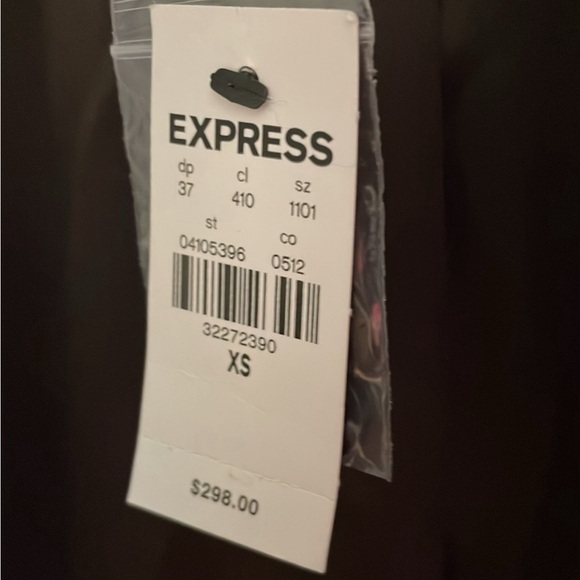 EXPRESS
dp cl sz
37 410 1101
st co
04105396 0512
32272390
XS
$298.00